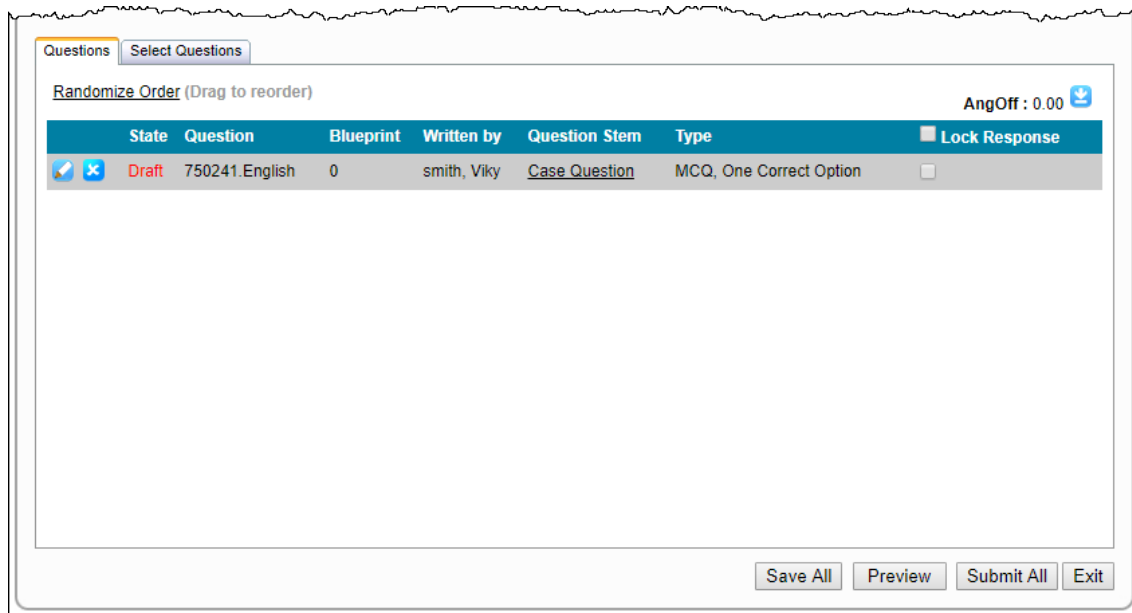 Questions Select Questions
Randomize Order (Drag to reorder)
AngOff : 0.00
State Question Blueprint Written by Question Stem Type Lock Response
Draft 750241.English 0 smith, Viky Case Question MCQ, One Correct Option
Save All Preview Submit All Exit